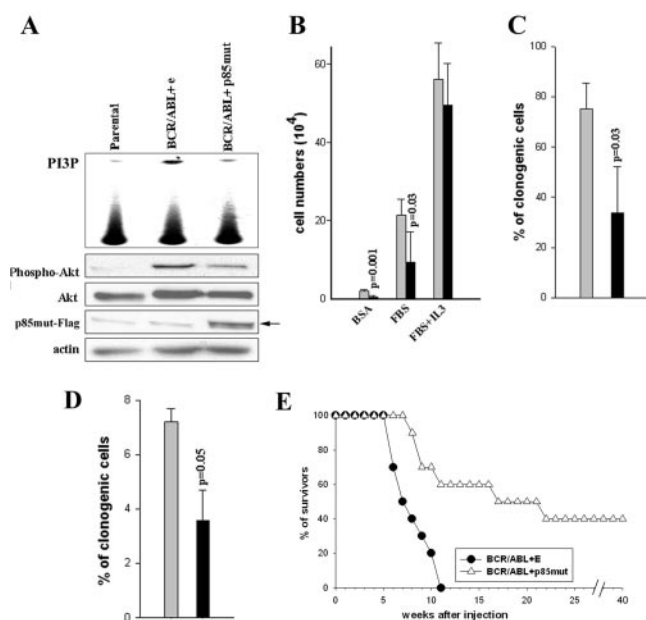 A
Parental
BCR/ABL+ e
BCR/ABL+ p85mut
PI3P
Phospho-Akt
Akt
p85mut-Flag
actin
B
cell numbers (10⁴)
0
20
40
60
p=0.001
p=0.03
BSA
FBS
FBS+IL3
C
% of clonogenic cells
0
20
40
60
80
100
p=0.03
D
% of clonogenic cells
0
2
4
6
8
p=0.05
E
% of survivors
0
20
40
60
80
100
BCR/ABL+E
BCR/ABL+p85mut
0 5 10 15 20 25 40
weeks after injection